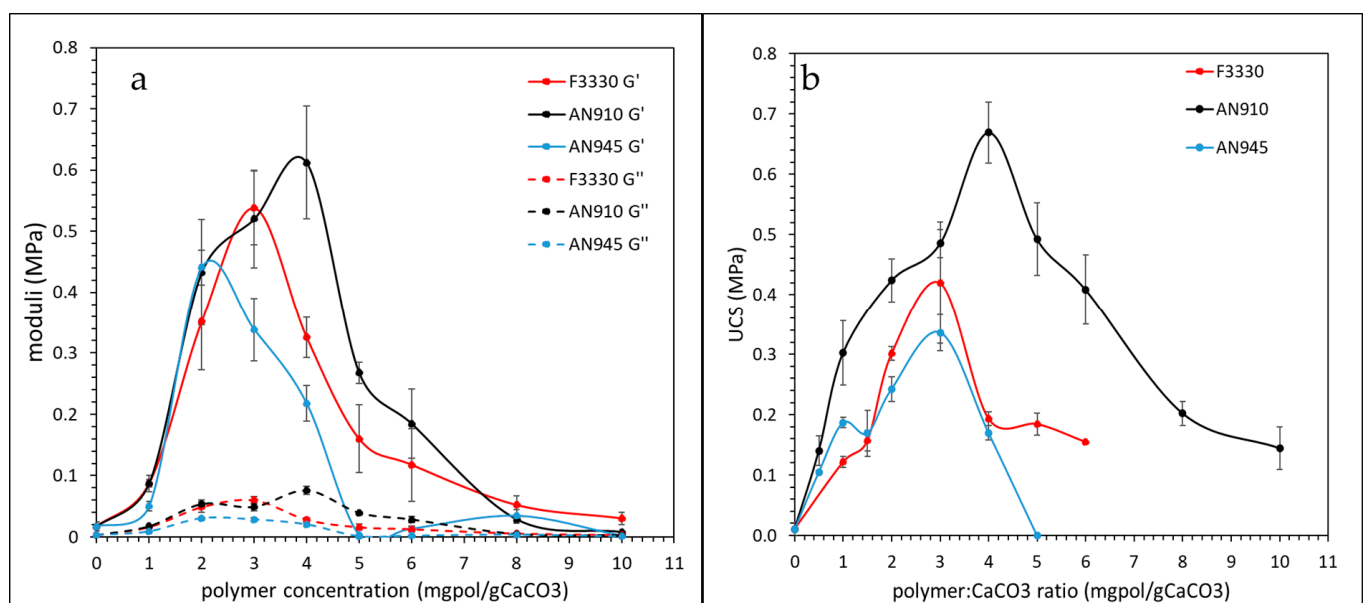 a
F3330 G'
AN910 G'
AN945 G'
F3330 G"
AN910 G"
AN945 G"
moduli (MPa)
0.8
0.7
0.6
0.5
0.4
0.3
0.2
0.1
0
0 1 2 3 4 5 6 7 8 9 10 11
polymer concentration (mgpol/gCaCO3)
b
F3330
AN910
AN945
UCS (MPa)
0.8
0.7
0.6
0.5
0.4
0.3
0.2
0.1
0.0
0 1 2 3 4 5 6 7 8 9 10 11
polymer:CaCO3 ratio (mgpol/gCaCO3)